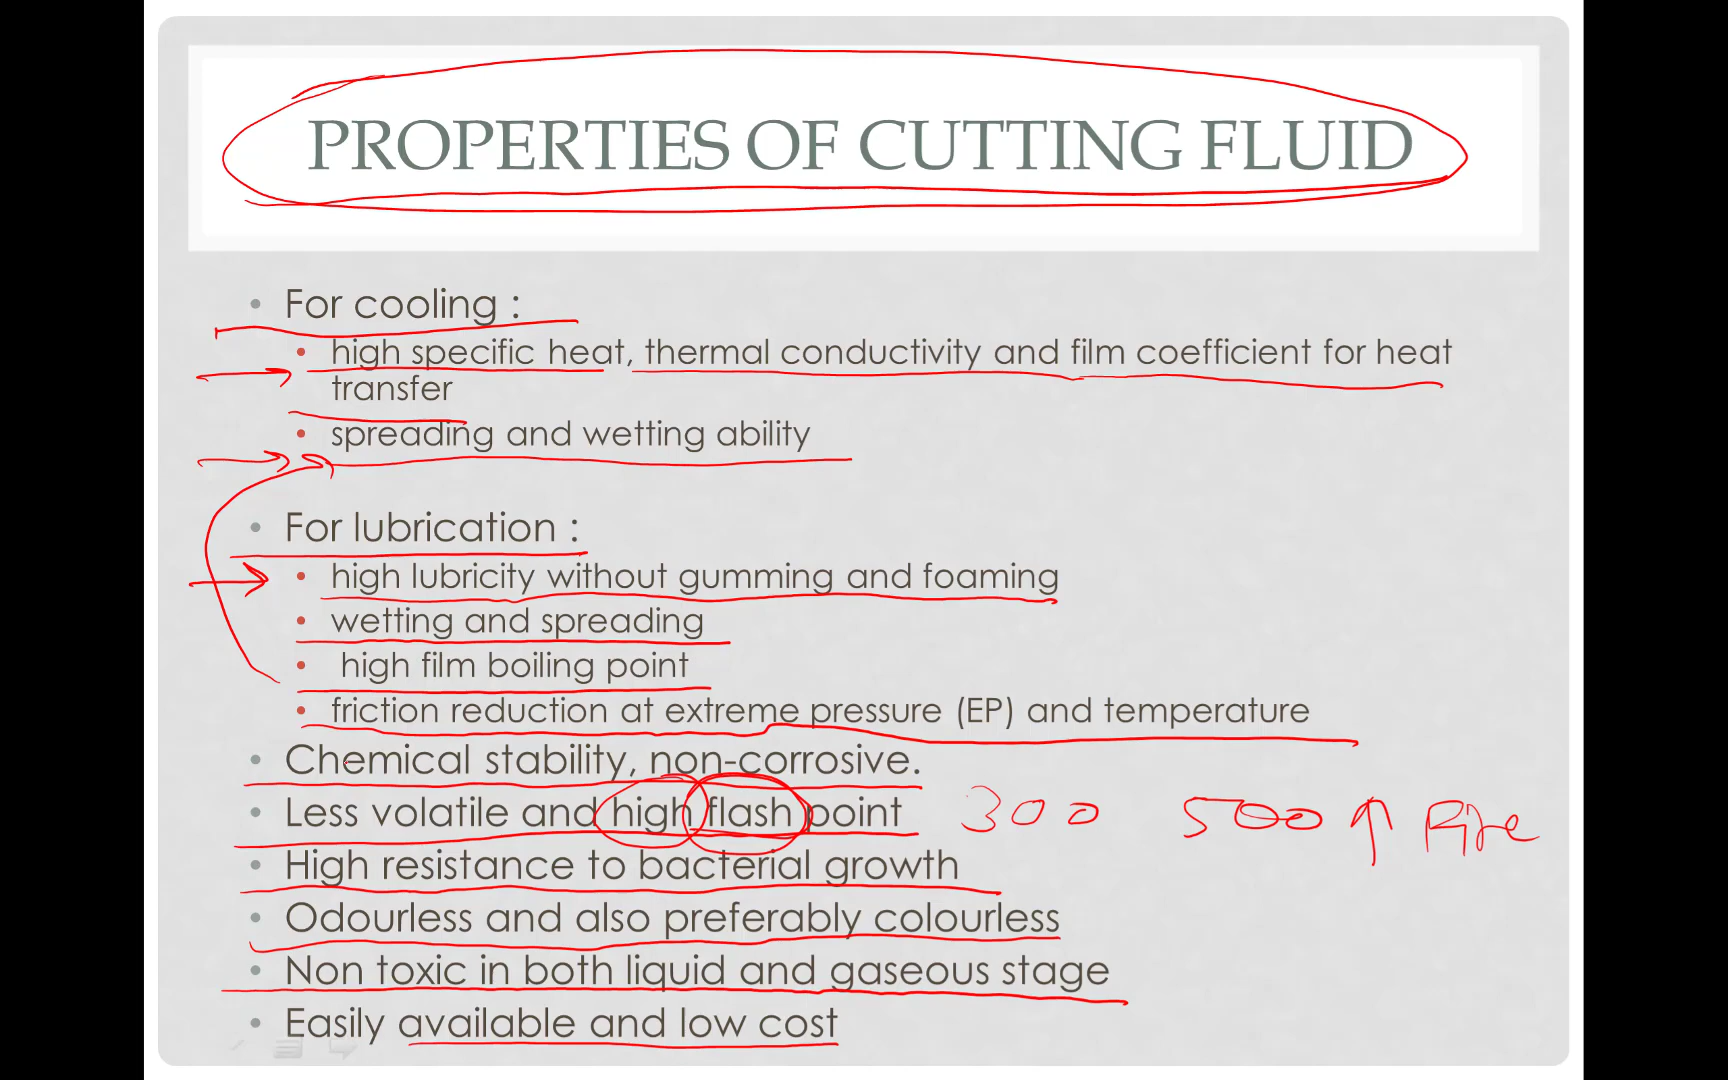 PROPERTIES OF CUTTING FLUID
• For cooling :
• high specific heat, thermal conductivity and film coefficient for heat
transfer
• spreading and wetting ability
• For lubrication :
• high lubricity without gumming and foaming
• wetting and spreading
• high film boiling point
• friction reduction at extreme pressure (EP) and temperature
• Chemical stability, non-corrosive.
• Less volatile and high flash point 300 500 ↑ Fire
• High resistance to bacterial growth
• Odourless and also preferably colourless
• Non toxic in both liquid and gaseous stage
• Easily available and low cost